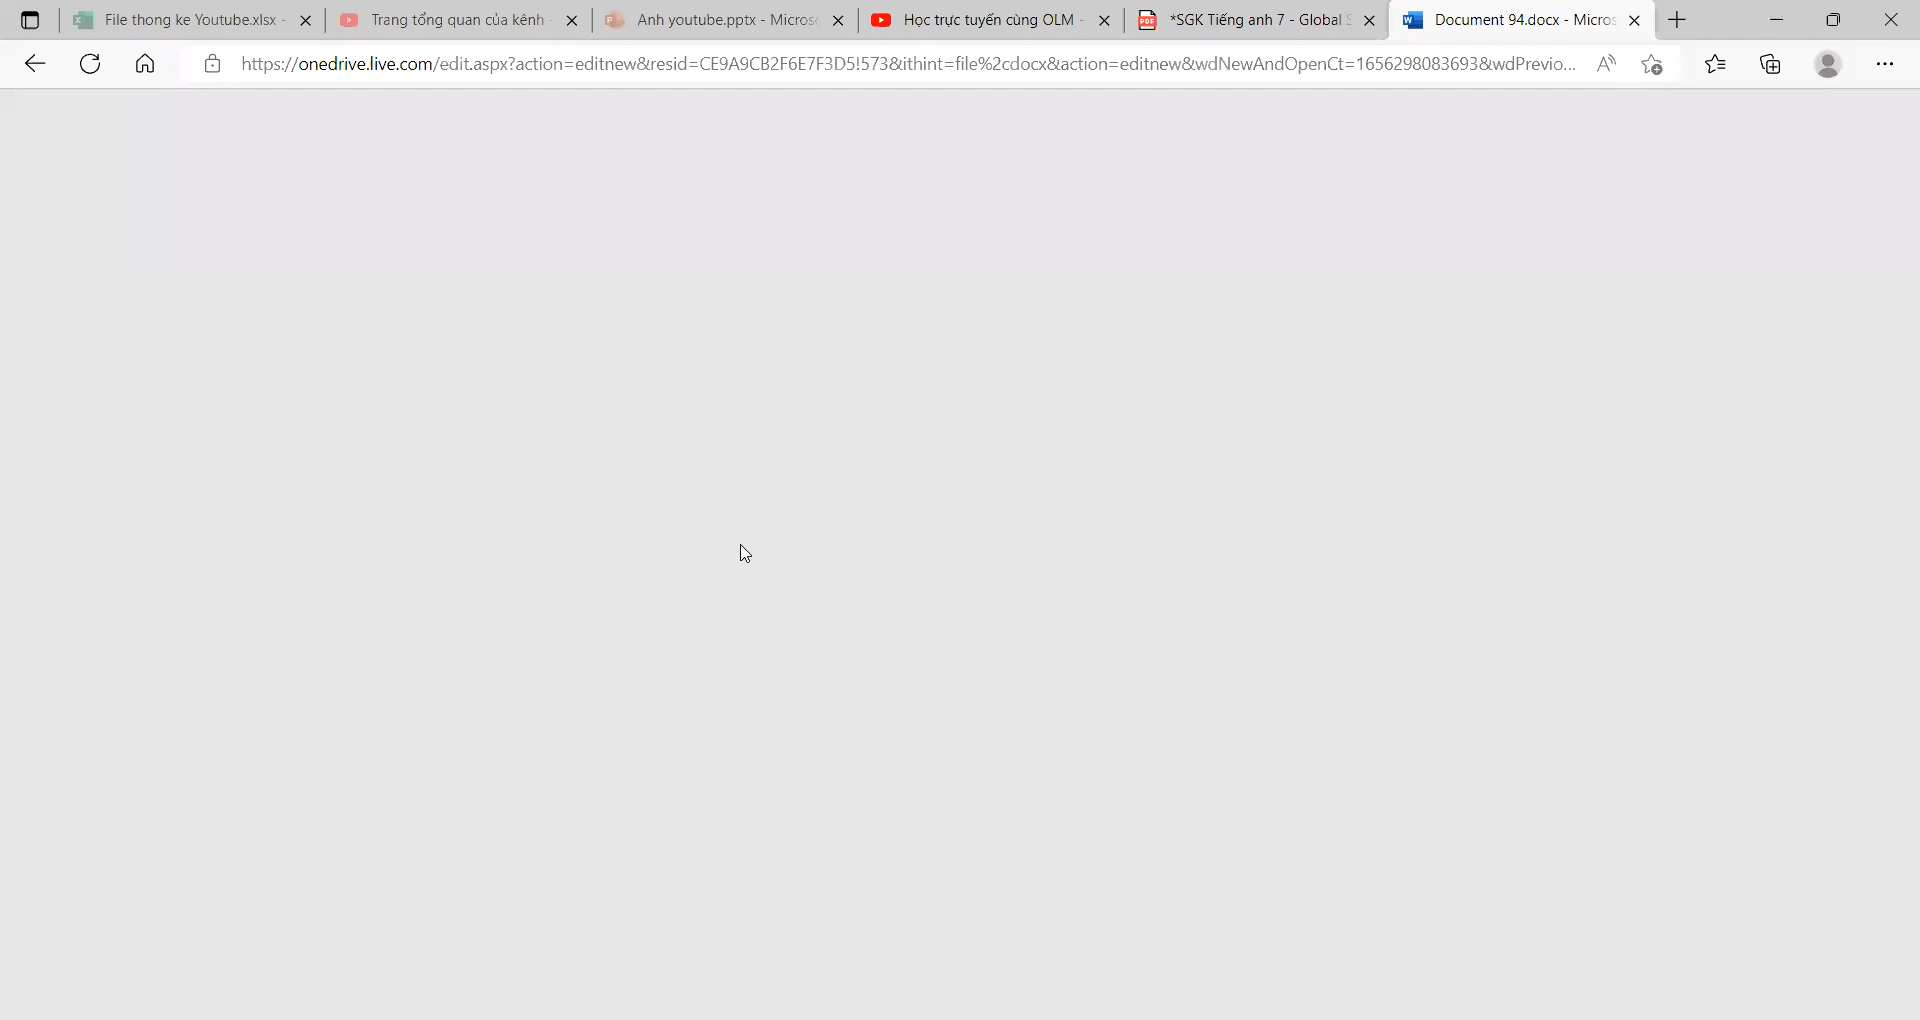 File thong ke Youtube.xlsx -
Trang tổng quan của kênh -
Anh youtube.pptx - Micros
Học trực tuyến cùng OLM -
*SGK Tiếng anh 7 - Global S
Document 94.docx - Micros
https://onedrive.live.com/edit.aspx?action=editnew&resid=CE9A9CB2F6E7F3D5!573&ithint=file%2cdocx&action=editnew&wdNewAndOpenCt=1656298083693&wdPrevio...